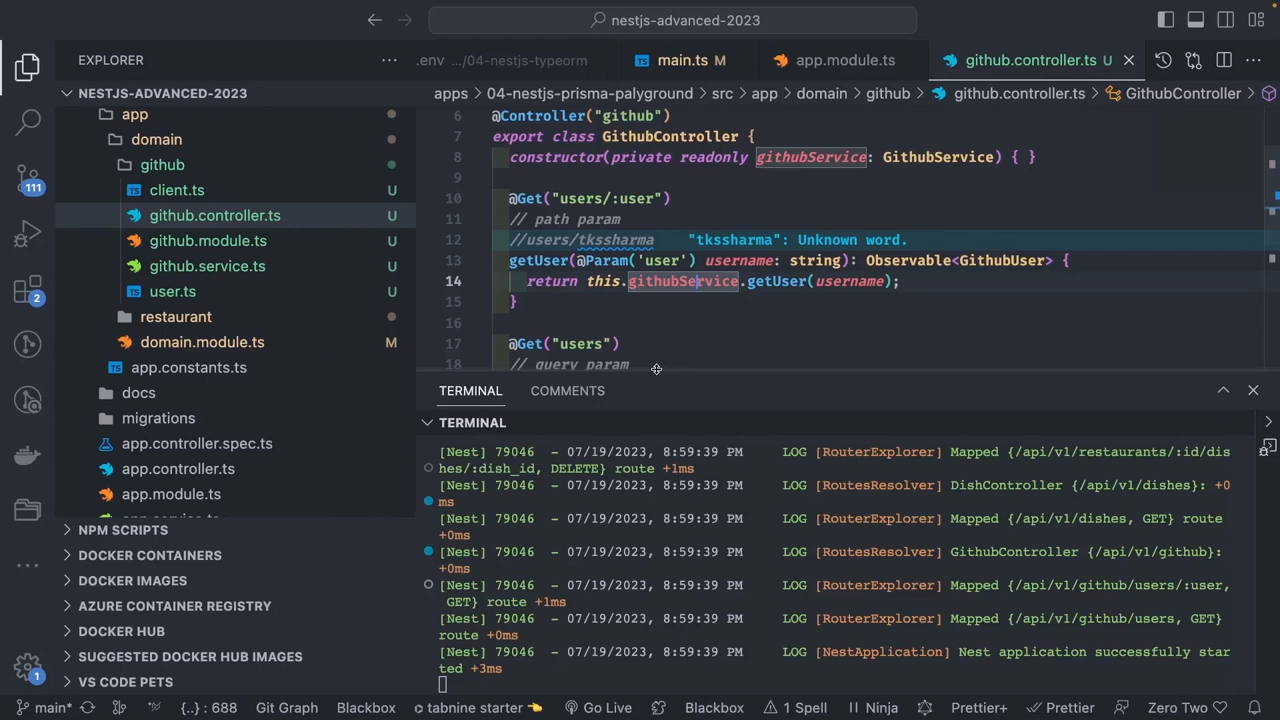 nestjs-advanced-2023
EXPLORER
NESTJS-ADVANCED-2023
app
domain
github
client.ts U
github.controller.ts U
github.module.ts U
github.service.ts U
user.ts U
restaurant
domain.module.ts M
app.constants.ts
docs
migrations
app.controller.spec.ts
app.controller.ts
app.module.ts
NPM SCRIPTS
DOCKER CONTAINERS
DOCKER IMAGES
AZURE CONTAINER REGISTRY
DOCKER HUB
SUGGESTED DOCKER HUB IMAGES
VS CODE PETS
111
2
1
.env .../04-nestjs-typeorm main.ts M app.module.ts github.controller.ts U
apps > 04-nestjs-prisma-palyground > src > app > domain > github > github.controller.ts > GithubController >
6 @Controller("github")
7 export class GithubController {
8 constructor(private readonly githubService: GithubService) { }
9
10 @Get("users/:user")
11 // path param
12 //users/tkssharma "tkssharma": Unknown word.
13 getUser(@Param('user') username: string): Observable<GithubUser> {
14 return this.githubService.getUser(username);
15 }
16
17 @Get("users")
18 // query param
TERMINAL COMMENTS
TERMINAL
[Nest] 79046 - 07/19/2023, 8:59:39 PM LOG [RouterExplorer] Mapped {/api/v1/restaurants/:id/dis
hes/:dish_id, DELETE} route +1ms
[Nest] 79046 - 07/19/2023, 8:59:39 PM LOG [RoutesResolver] DishController {/api/v1/dishes}: +0
ms
[Nest] 79046 - 07/19/2023, 8:59:39 PM LOG [RouterExplorer] Mapped {/api/v1/dishes, GET} route
+0ms
[Nest] 79046 - 07/19/2023, 8:59:39 PM LOG [RoutesResolver] GithubController {/api/v1/github}:
+0ms
[Nest] 79046 - 07/19/2023, 8:59:39 PM LOG [RouterExplorer] Mapped {/api/v1/github/users/:user,
GET} route +1ms
[Nest] 79046 - 07/19/2023, 8:59:39 PM LOG [RouterExplorer] Mapped {/api/v1/github/users, GET}
route +0ms
[Nest] 79046 - 07/19/2023, 8:59:39 PM LOG [NestApplication] Nest application successfully star
ted +3ms
main* {..} : 688 Git Graph Blackbox tabnine starter Go Live Blackbox 1 Spell Ninja Prettier+ Prettier Zero Two